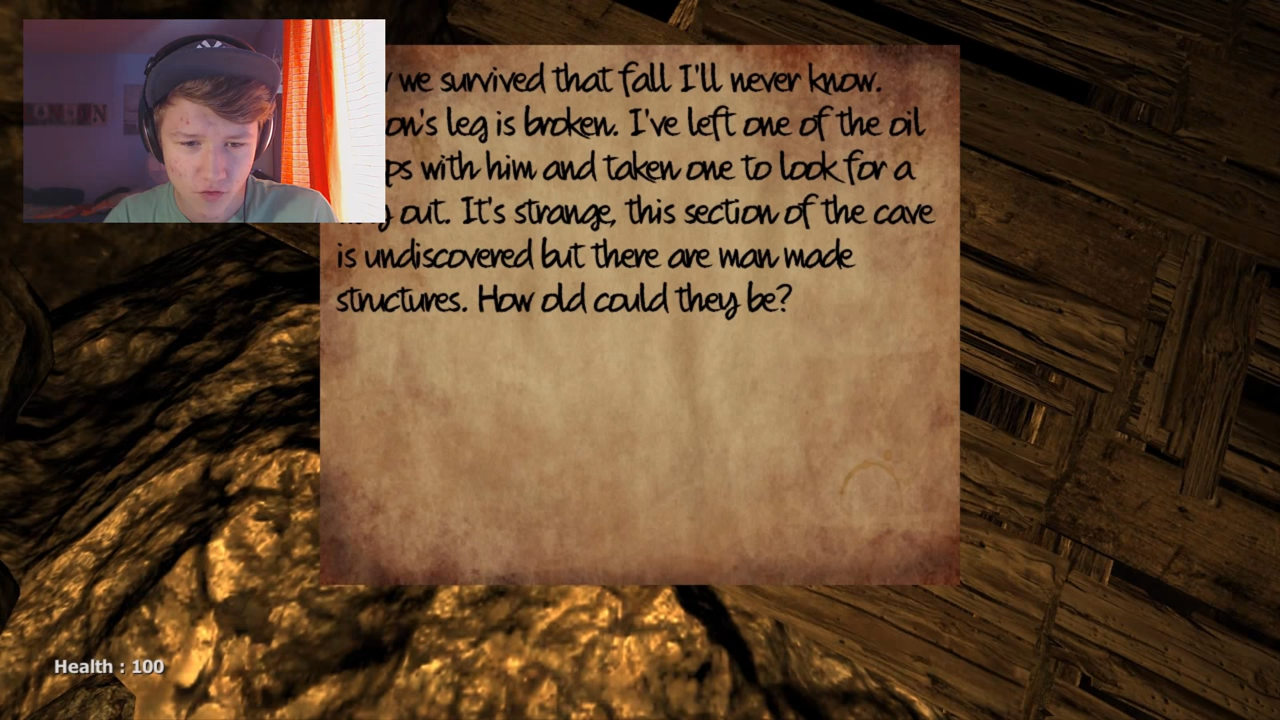 we survived that fall I'll never know.
leg is broken. I've left one of the oil
with him and taken one to look for a
out. It's strange, this section of the cave
is undiscovered but there are man made
structures. How old could they be?
Health : 100